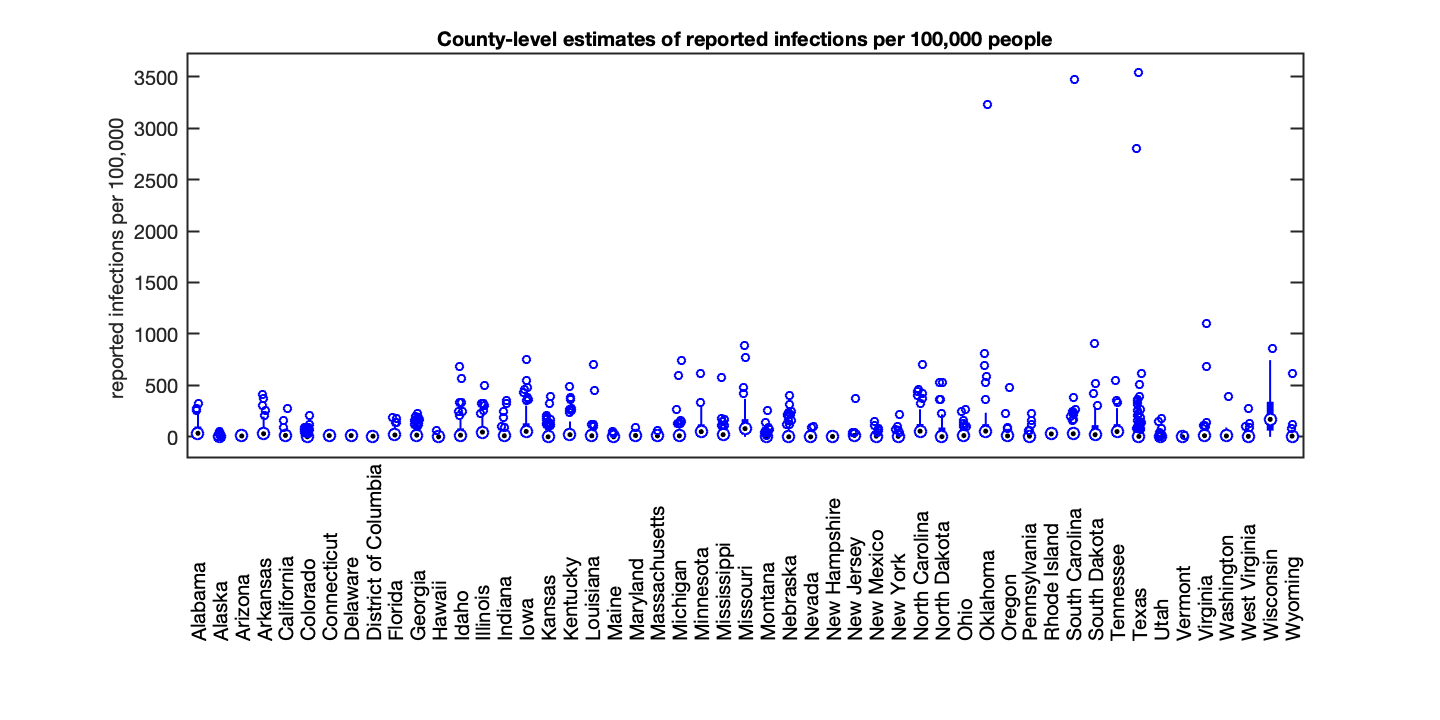 County-level estimates of reported infections per 100,000 people
reported infections per 100,000
3500
3000
2500
2000
1500
1000
500
0
Alabama
Alaska
Arizona
Arkansas
California
Colorado
Connecticut
Delaware
District of Columbia
Florida
Georgia
Hawaii
Idaho
Illinois
Indiana
Iowa
Kansas
Kentucky
Louisiana
Maine
Maryland
Massachusetts
Michigan
Minnesota
Mississippi
Missouri
Montana
Nebraska
Nevada
New Hampshire
New Jersey
New Mexico
New York
North Carolina
North Dakota
Ohio
Oklahoma
Oregon
Pennsylvania
Rhode Island
South Carolina
South Dakota
Tennessee
Texas
Utah
Vermont
Virginia
Washington
West Virginia
Wisconsin
Wyoming